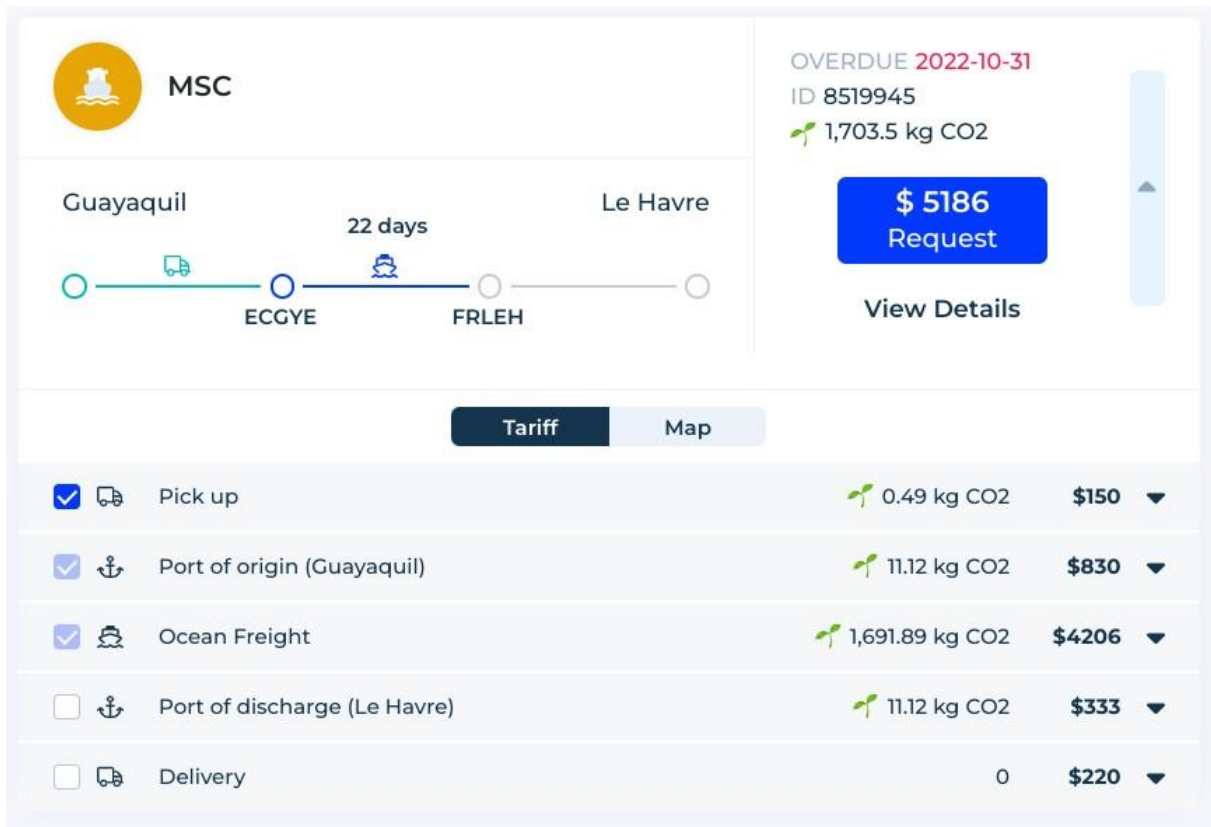 MSC
OVERDUE 2022-10-31
ID 8519945
1,703.5 kg CO2
$ 5186
Request
View Details
Guayaquil
Le Havre
22 days
ECGYE
FRLEH
Tariff
Map
Pick up 0.49 kg CO2 $150
Port of origin (Guayaquil) 11.12 kg CO2 $830
Ocean Freight 1,691.89 kg CO2 $4206
Port of discharge (Le Havre) 11.12 kg CO2 $333
Delivery 0 $220